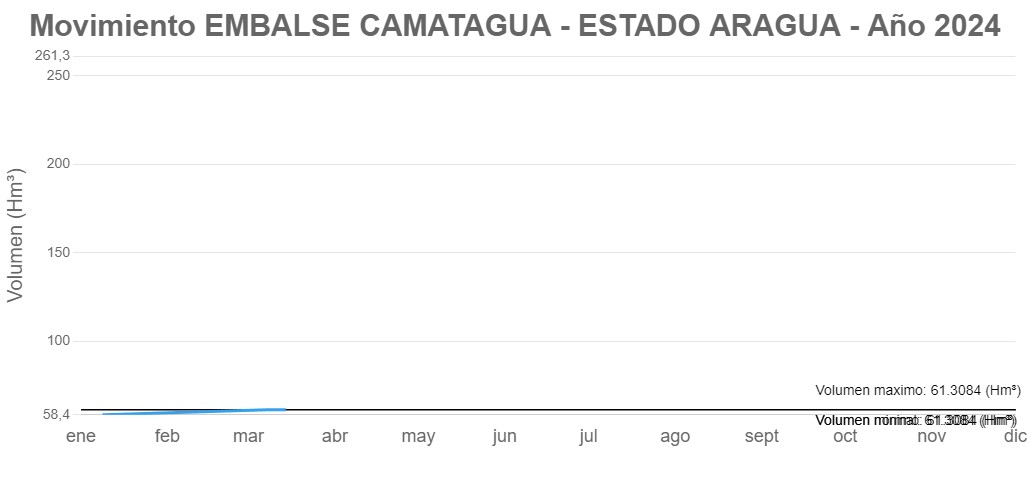 Movimiento EMBALSE CAMATAGUA - ESTADO ARAGUA - Año 2024
261,3
250
200
150
100
58,4
Volumen (Hm³)
Volumen maximo: 61.3084 (Hm³)
Volumen
ene feb mar abr may jun jul ago sept oct nov dic